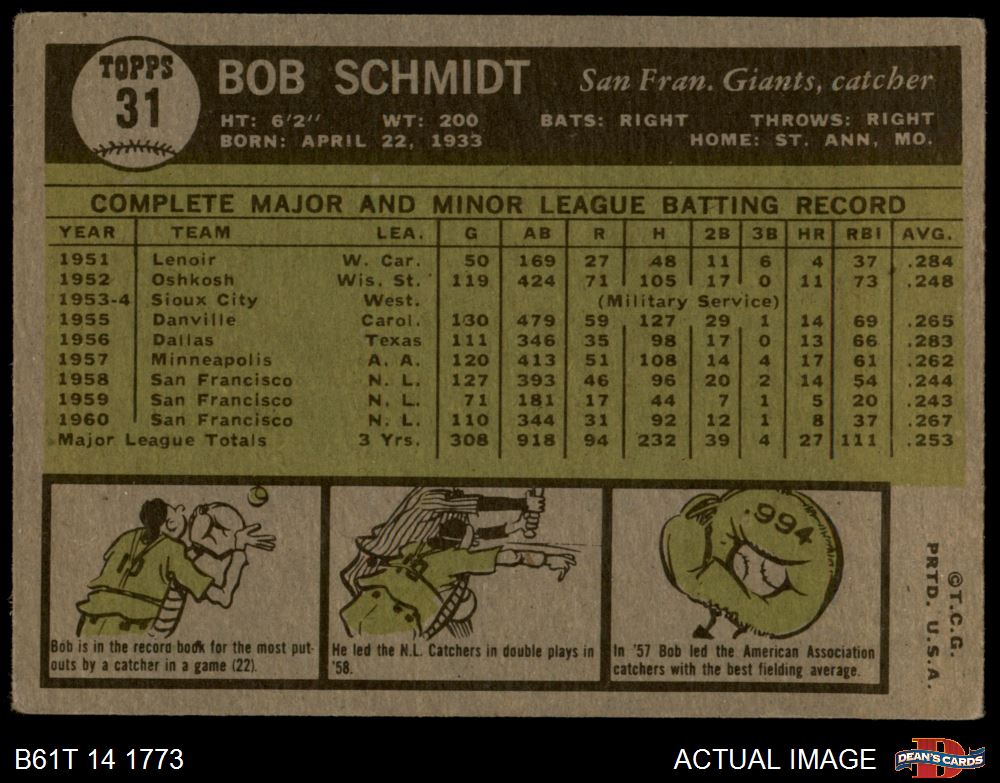 TOPPS
31
BOB SCHMIDT San Fran. Giants, catcher
HT: 6'2" WT: 200 BATS: RIGHT THROWS: RIGHT
BORN: APRIL 22, 1933 HOME: ST. ANN, MO.
COMPLETE MAJOR AND MINOR LEAGUE BATTING RECORD
YEAR TEAM LEA. G AB R H 2B 3B HR RBI AVG.
1951 Lenoir W. Car. 50 169 27 48 11 6 4 37 .284
1952 Oshkosh Wis. St. 119 424 71 105 17 0 11 73 .248
1953-4 Sioux City West. (Military Service)
1955 Danville Carol. 130 479 59 127 29 1 14 69 .265
1956 Dallas Texas 111 346 35 98 17 0 13 66 .283
1957 Minneapolis A. A. 120 413 51 108 14 4 17 61 .262
1958 San Francisco N. L. 127 393 46 96 20 2 14 54 .244
1959 San Francisco N. L. 71 181 17 44 7 1 5 20 .243
1960 San Francisco N. L. 110 344 31 92 12 1 8 37 .267
Major League Totals 3 Yrs. 308 918 94 232 39 4 27 111 .253
Bob is in the record book for the most put-
outs by a catcher in a game (22).
He led the N.L. Catchers in double plays in
'58.
.994
In '57 Bob led the American Association
catchers with the best fielding average.
©T.C.G.
PRTD. U.S.A.
B61T 14 1773
ACTUAL IMAGE
DEAN'S CARDS